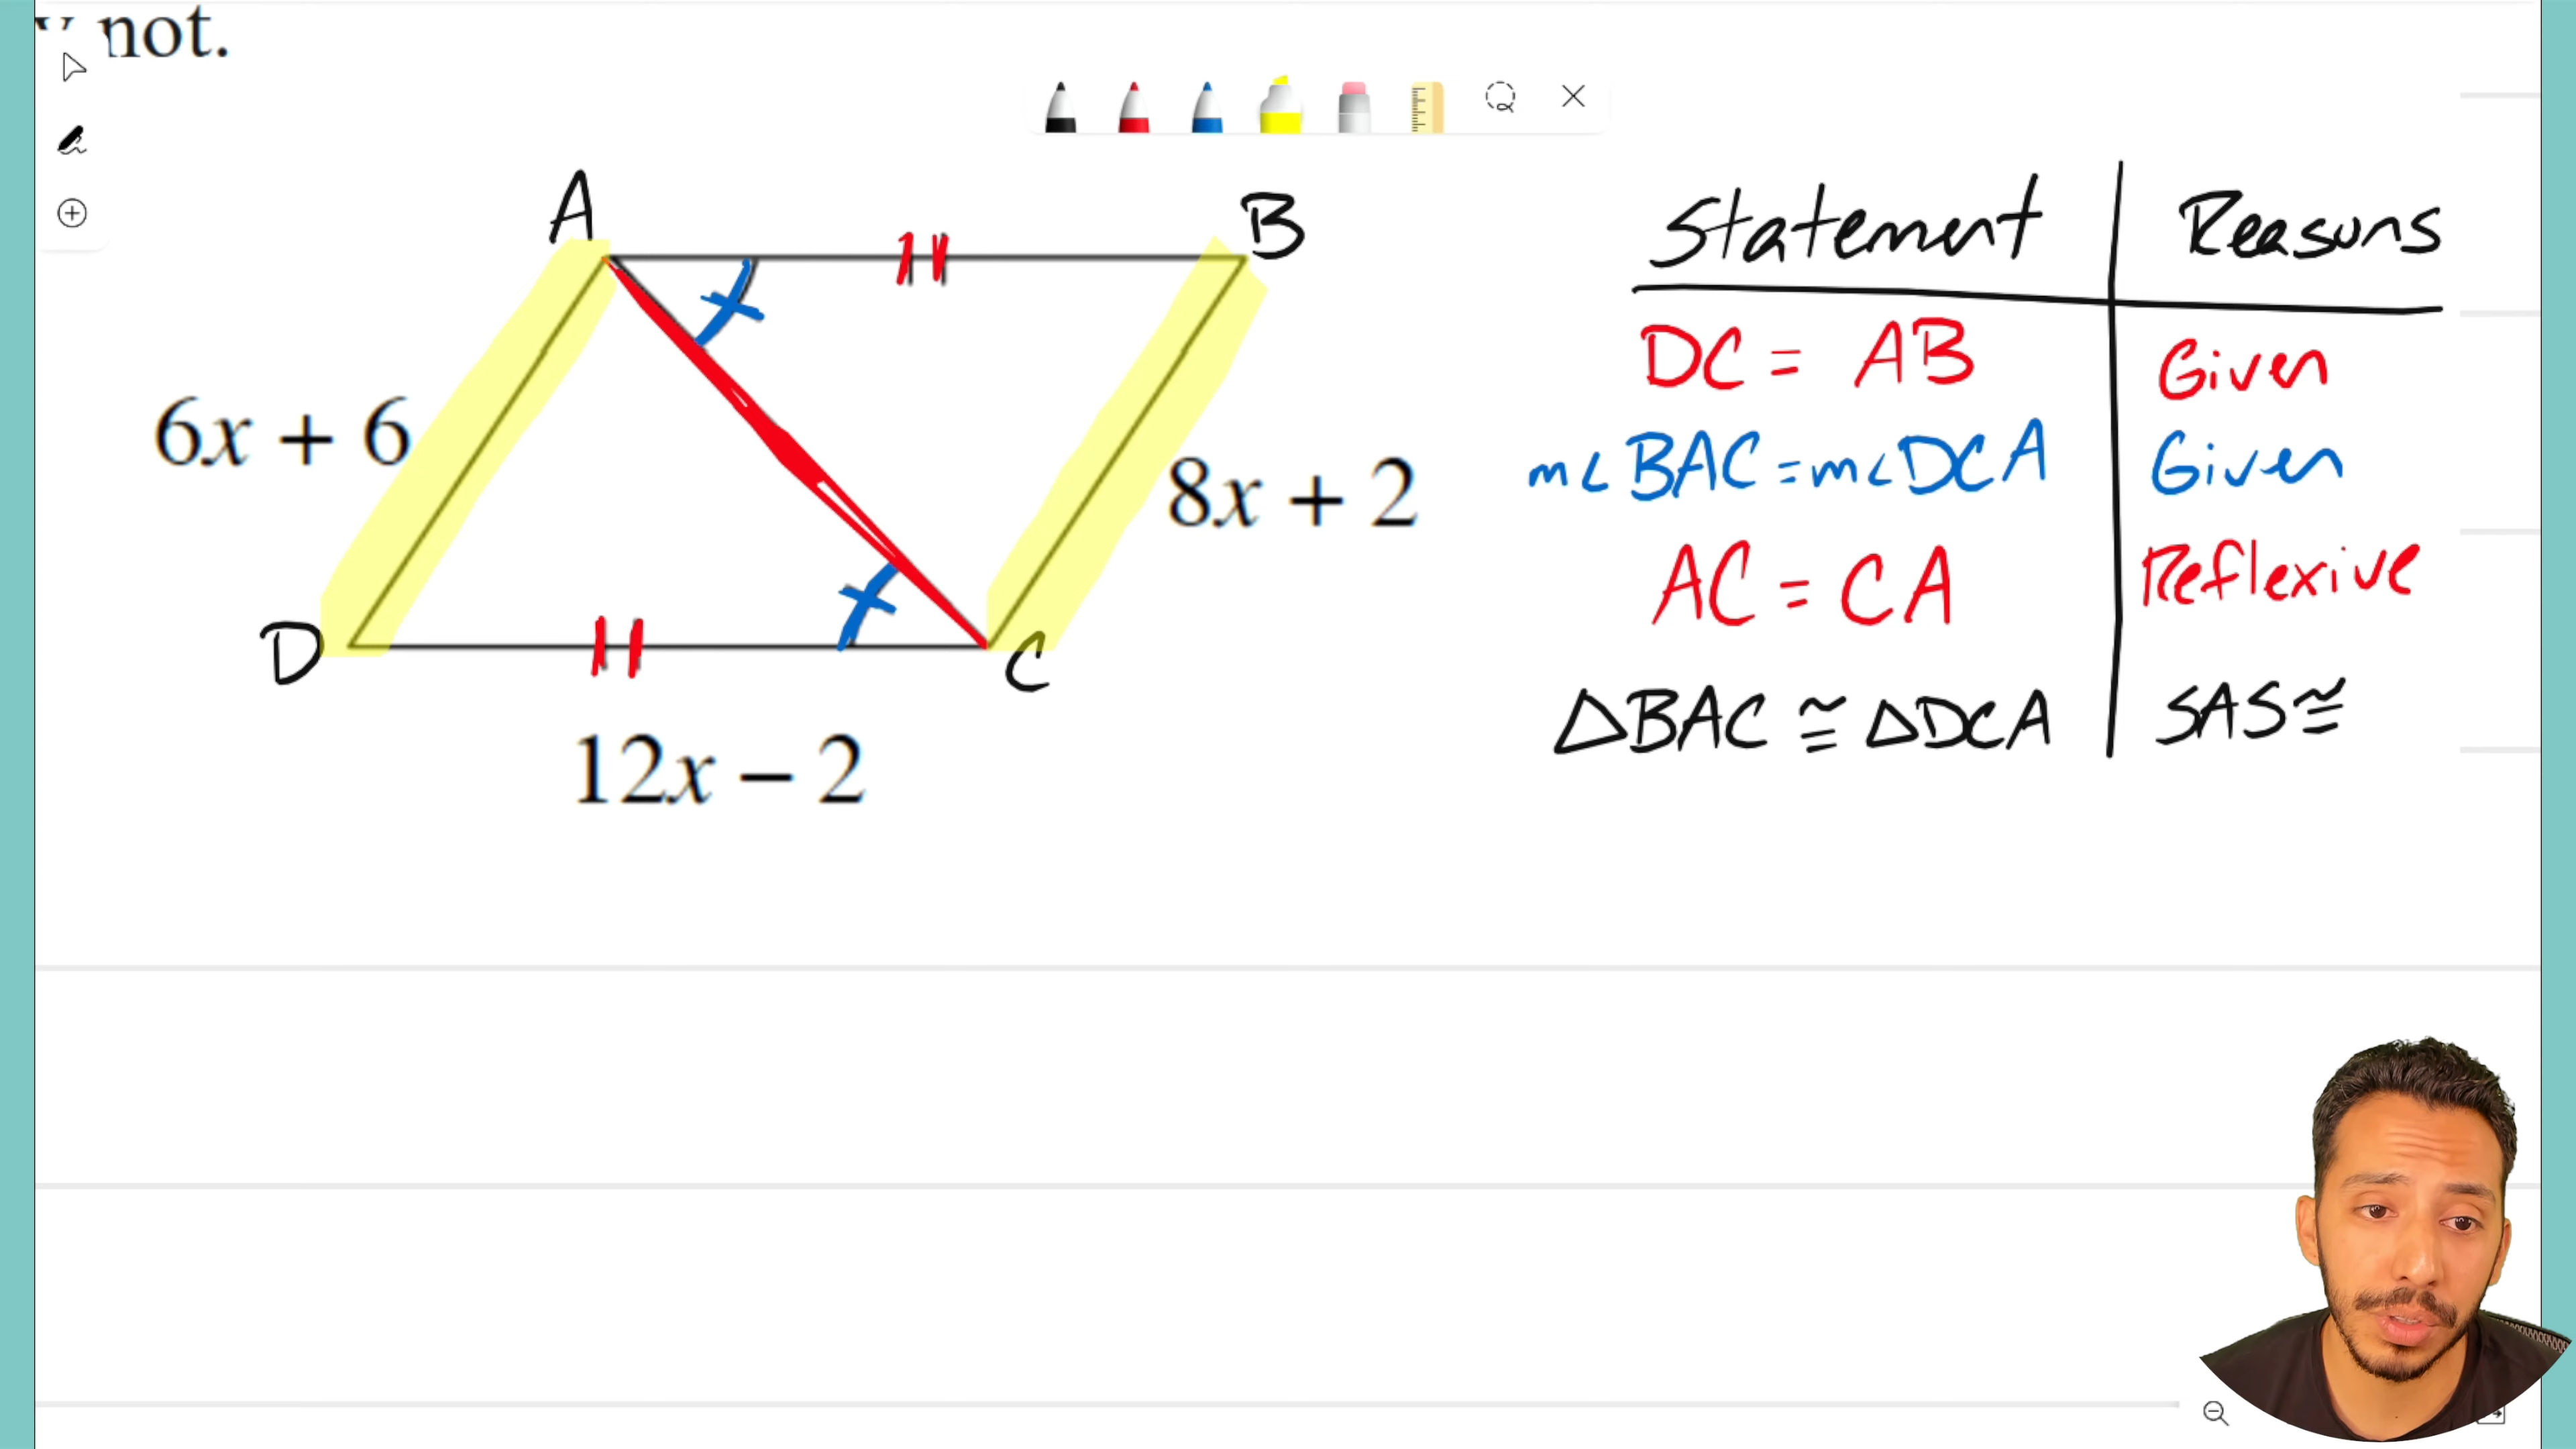 not.
A
B
6x + 6
8x + 2
D
C
12x − 2
Statement Reasons
DC = AB Given
m∠BAC = m∠DCA Given
AC = CA Reflexive
△BAC ≅ △DCA SAS≅